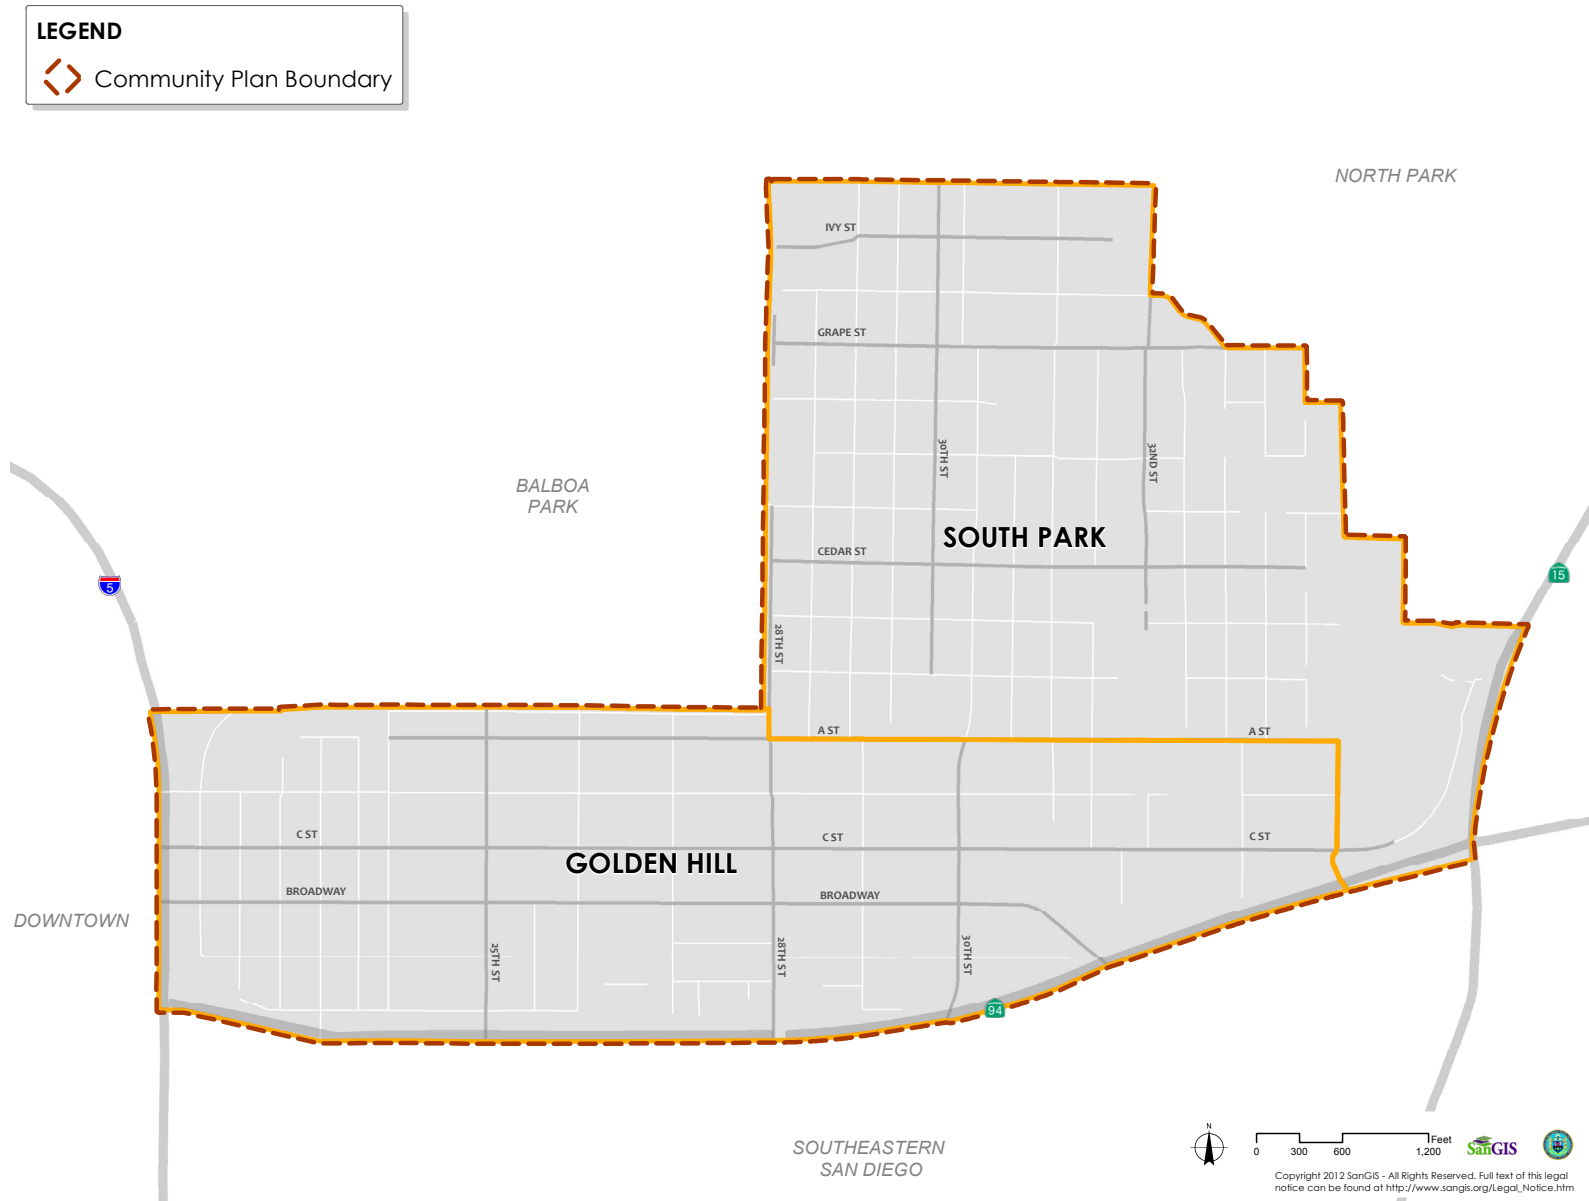 LEGEND
Community Plan Boundary
NORTH PARK
IVY ST
GRAPE ST
30TH ST
32ND ST
BALBOA
PARK
SOUTH PARK
CEDAR ST
5
15
28TH ST
A ST
A ST
C ST
C ST
C ST
GOLDEN HILL
BROADWAY
BROADWAY
DOWNTOWN
25TH ST
28TH ST
30TH ST
94
SOUTHEASTERN
SAN DIEGO
N
0 300 600 1,200 Feet
SanGIS
Copyright 2012 SanGIS - All Rights Reserved. Full text of this legal
notice can be found at http://www.sangis.org/Legal_Notice.htm